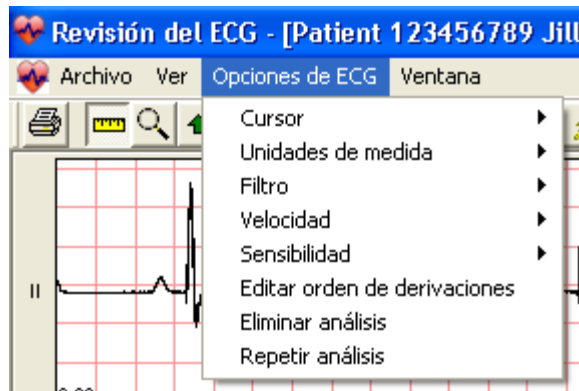 Revisión del ECG - [Patient 123456789 Jill
Archivo Ver Opciones de ECG Ventana
Cursor
Unidades de medida
Filtro
Velocidad
Sensibilidad
II
Editar orden de derivaciones
Eliminar análisis
Repetir análisis